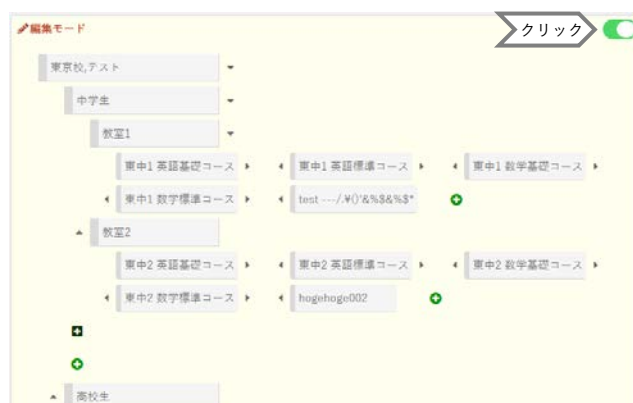 編集モード
クリック
東京校,テスト
中学生
教室1
東中1 英語基礎コース
東中1 英語標準コース
東中1 数学基礎コース
東中1 数学標準コース
test ---/.¥()'&%$&%$*
教室2
東中2 英語基礎コース
東中2 英語標準コース
東中2 数学基礎コース
東中2 数学標準コース
hogehoge002
高校生